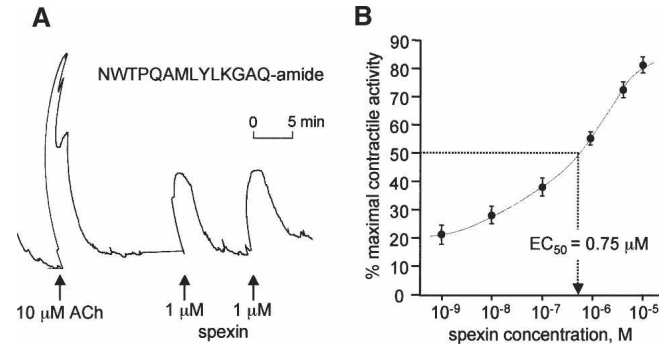 A
NWTPQAMLYLKGAQ-amide
0 5 min
10 µM ACh
1 µM 1 µM
spexin
B
% maximal contractile activity
90
80
70
60
50
40
30
20
10
0
EC₅₀ = 0.75 µM
10⁻⁹ 10⁻⁸ 10⁻⁷ 10⁻⁶ 10⁻⁵
spexin concentration, M